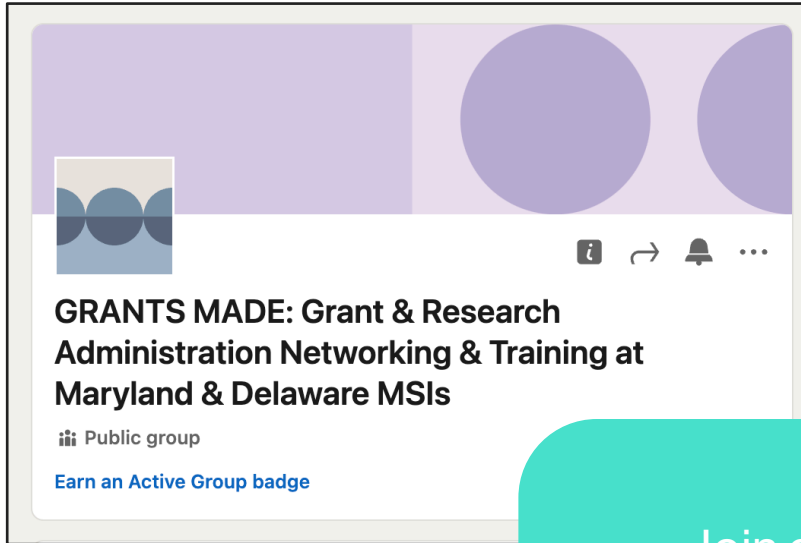 GRANTS MADE: Grant & Research
Administration Networking & Training at
Maryland & Delaware MSIs
Public group
Earn an Active Group badge